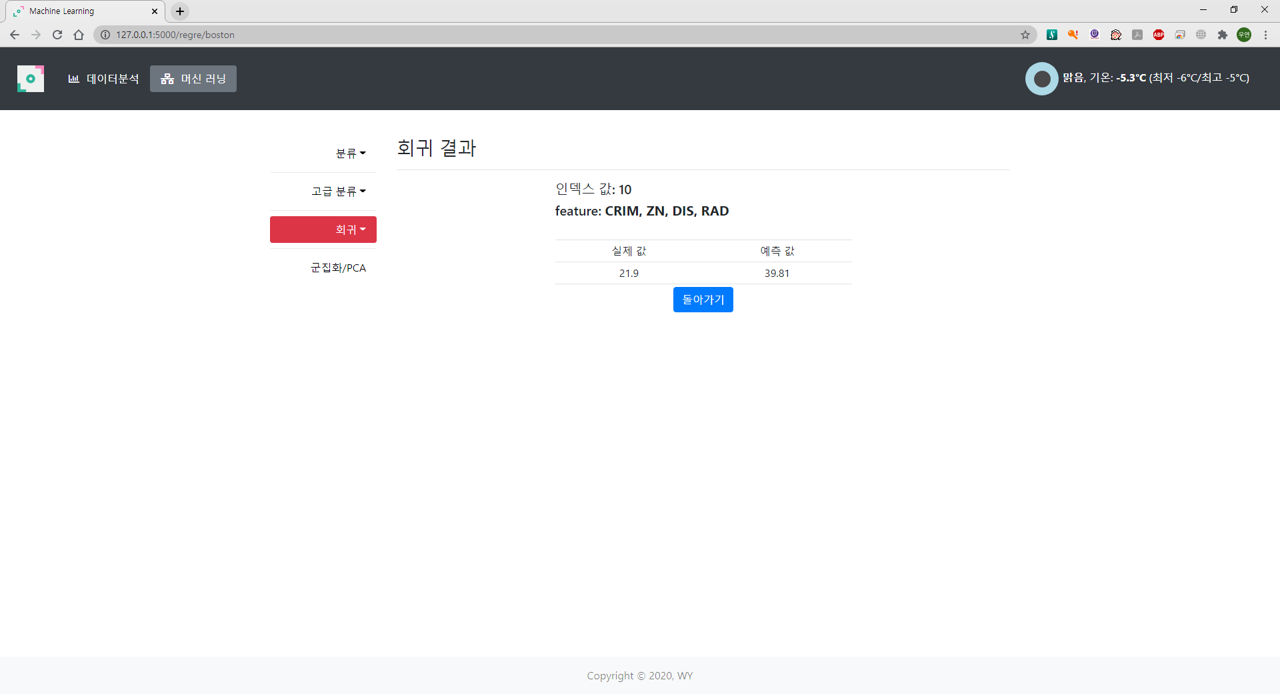 Machine Learning
127.0.0.1:5000/regre/boston
ABP
우연
데이터분석
머신 러닝
맑음, 기온: -5.3°C (최저 -6°C/최고 -5°C)
분류
고급 분류
회귀
군집화/PCA
회귀 결과
인덱스 값: 10
feature: CRIM, ZN, DIS, RAD
실제 값 예측 값
21.9 39.81
돌아가기
Copyright © 2020, WY